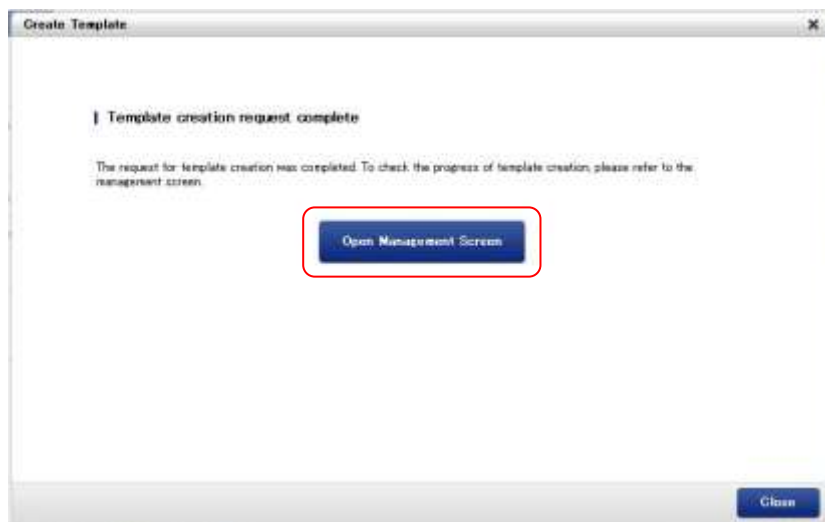 Create Template
Template creation request complete
The request for template creation was completed. To check the progress of template creation, please refer to the
management screen.
Open Management Screen
Close